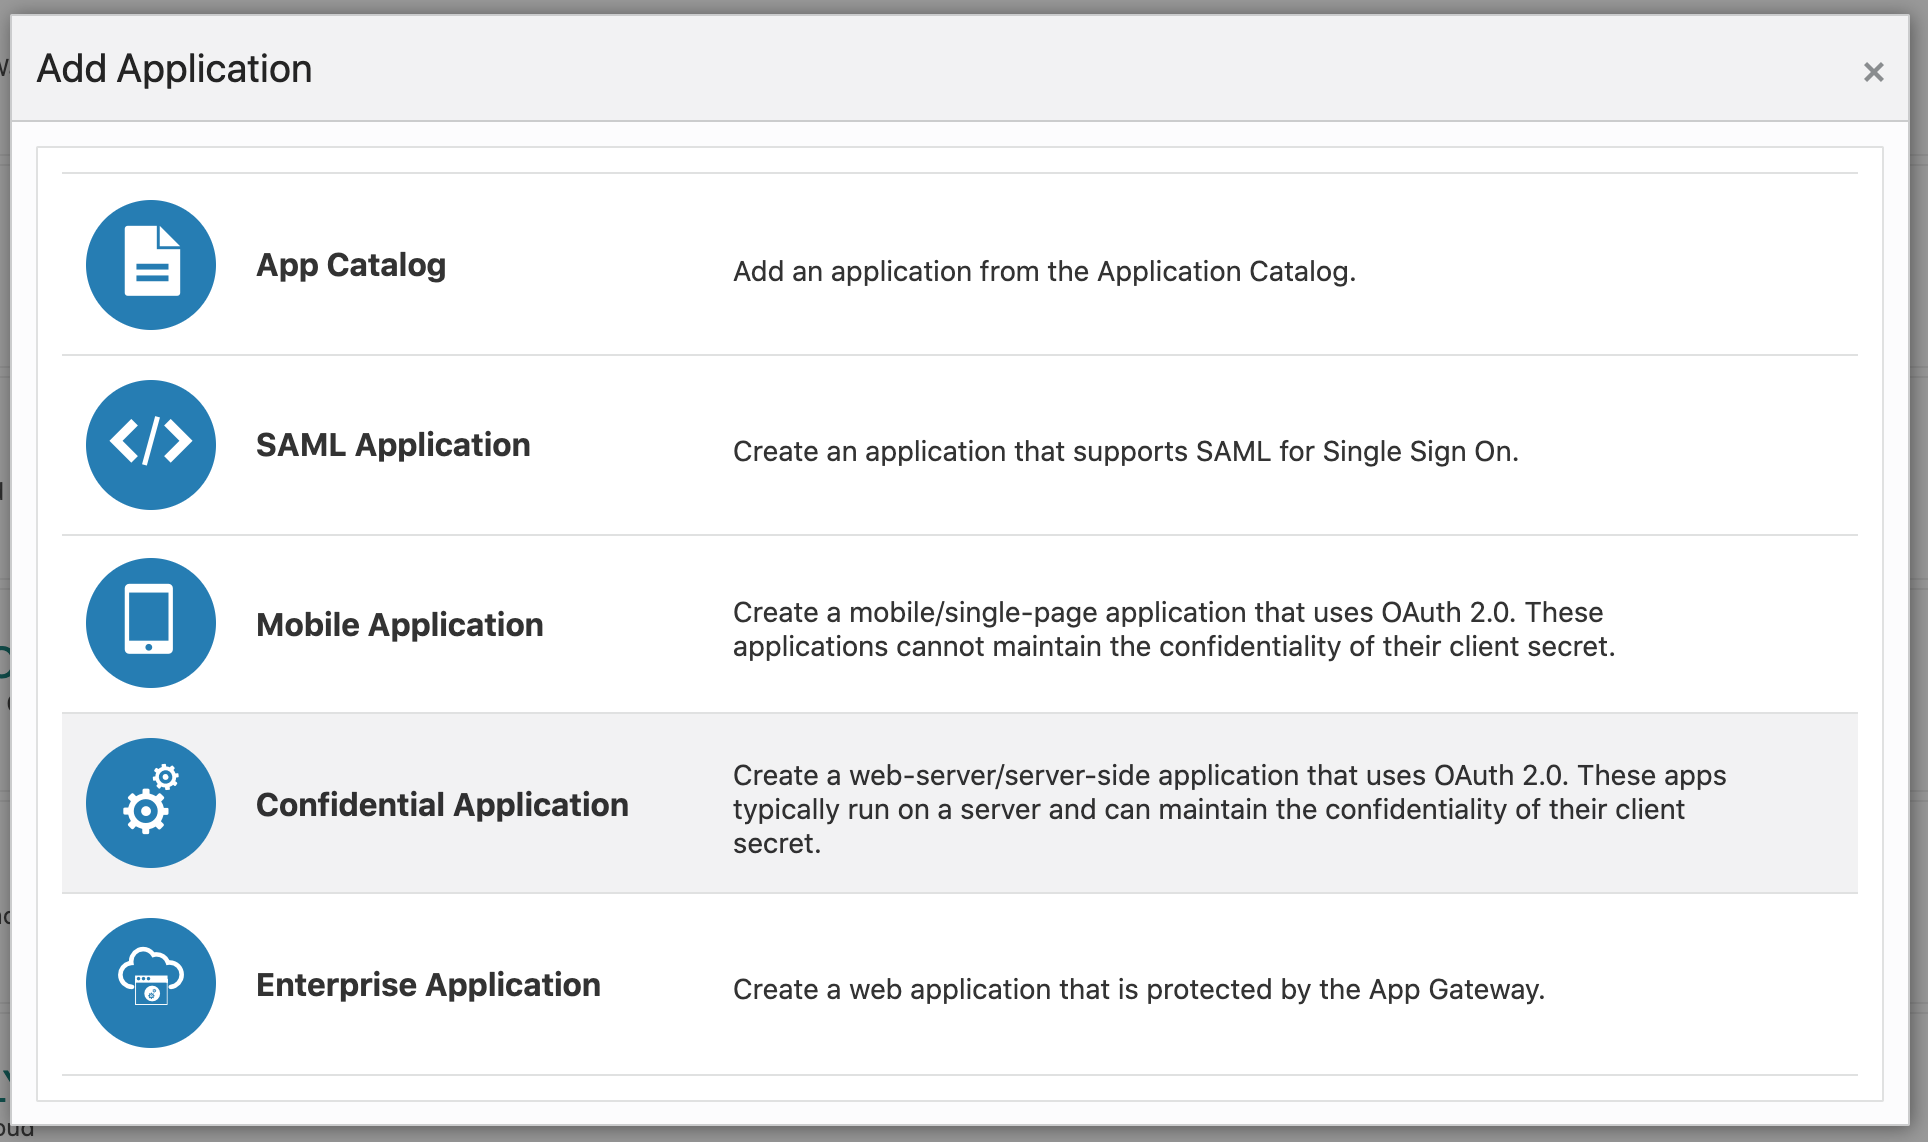 Add Application
×
App Catalog
Add an application from the Application Catalog.
SAML Application
Create an application that supports SAML for Single Sign On.
Mobile Application
Create a mobile/single-page application that uses OAuth 2.0. These
applications cannot maintain the confidentiality of their client secret.
Confidential Application
Create a web-server/server-side application that uses OAuth 2.0. These apps
typically run on a server and can maintain the confidentiality of their client
secret.
Enterprise Application
Create a web application that is protected by the App Gateway.